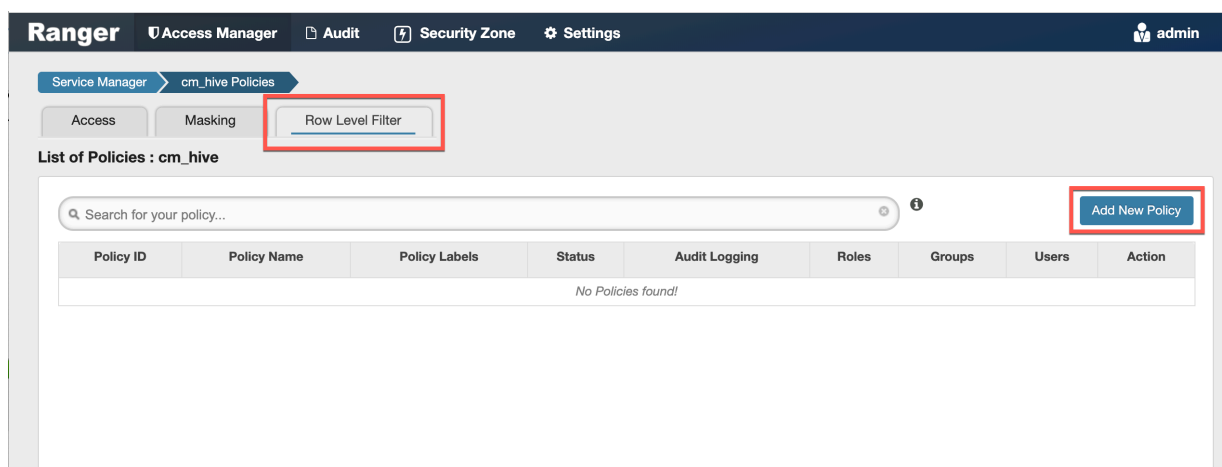 Ranger Access Manager Audit Security Zone Settings admin
Service Manager cm_hive Policies
Access Masking Row Level Filter
List of Policies : cm_hive
Search for your policy...
Add New Policy
Policy ID Policy Name Policy Labels Status Audit Logging Roles Groups Users Action
No Policies found!